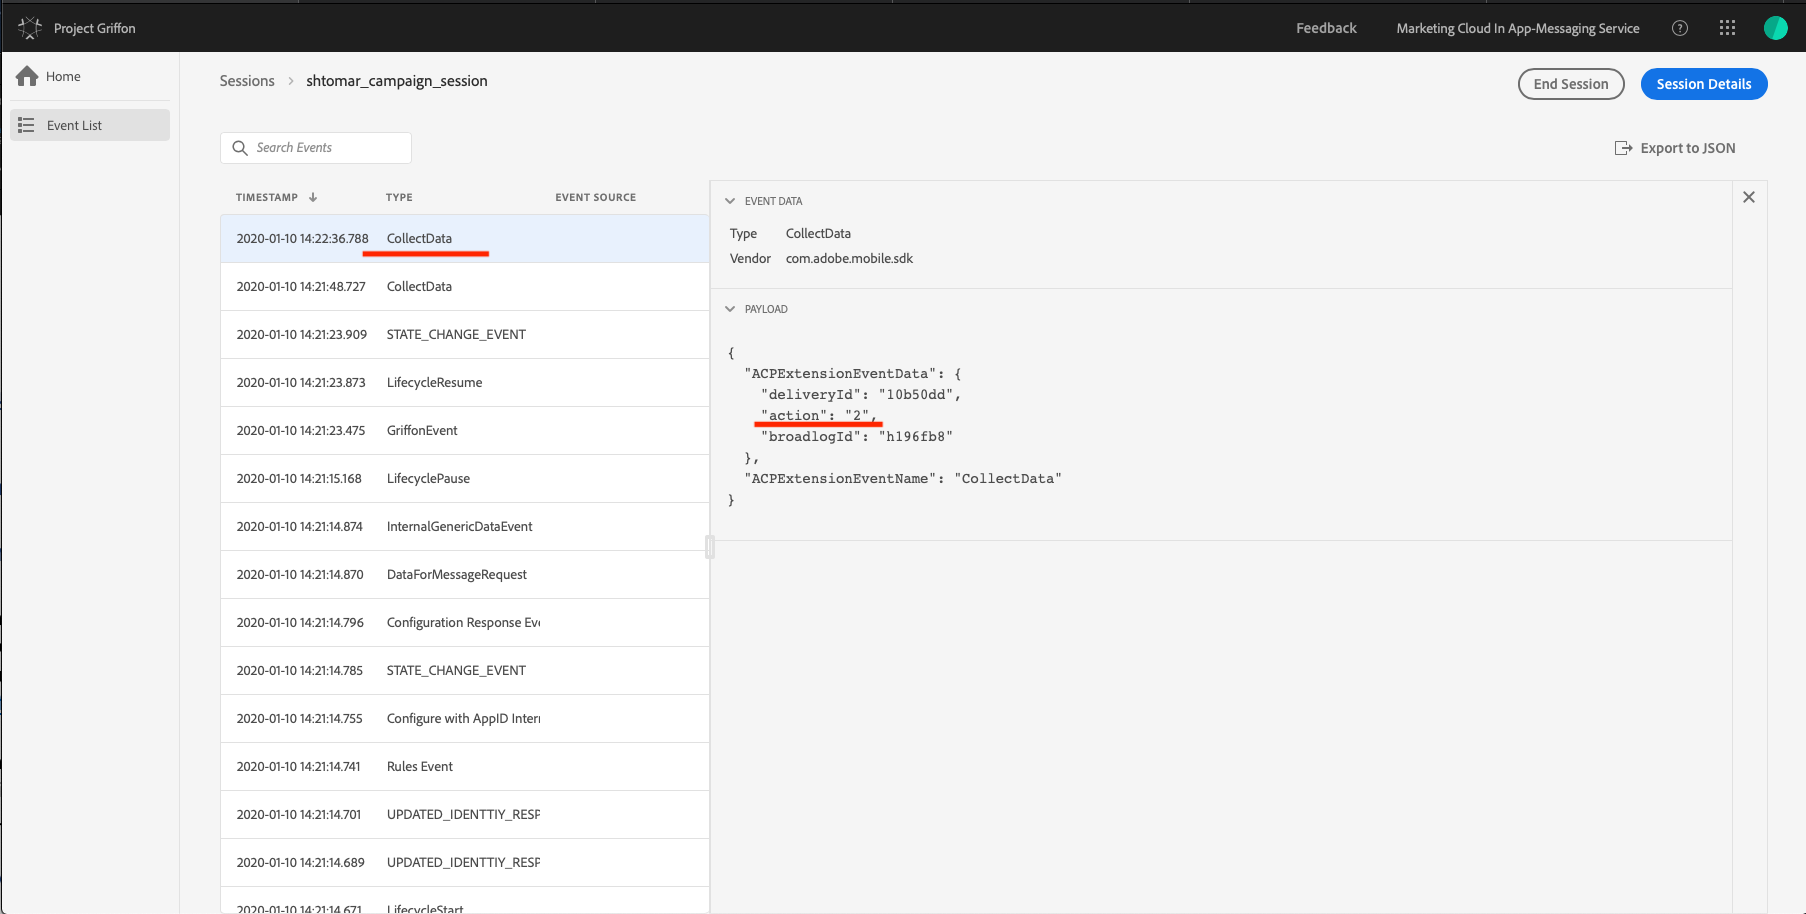 Project Griffon
Feedback
Marketing Cloud In App-Messaging Service
Home
Event List
Sessions > shtomar_campaign_session
End Session
Session Details
Search Events
Export to JSON
TIMESTAMP ↓ TYPE EVENT SOURCE
2020-01-10 14:22:36.788 CollectData
2020-01-10 14:21:48.727 CollectData
2020-01-10 14:21:23.909 STATE_CHANGE_EVENT
2020-01-10 14:21:23.873 LifecycleResume
2020-01-10 14:21:23.475 GriffonEvent
2020-01-10 14:21:15.168 LifecyclePause
2020-01-10 14:21:14.874 InternalGenericDataEvent
2020-01-10 14:21:14.870 DataForMessageRequest
2020-01-10 14:21:14.796 Configuration Response Eve
2020-01-10 14:21:14.785 STATE_CHANGE_EVENT
2020-01-10 14:21:14.755 Configure with AppID Intern
2020-01-10 14:21:14.741 Rules Event
2020-01-10 14:21:14.701 UPDATED_IDENTTIY_RESP
2020-01-10 14:21:14.689 UPDATED_IDENTTIY_RESP
2020-01-10 14:21:14.671 LifecycleStart
EVENT DATA
Type CollectData
Vendor com.adobe.mobile.sdk
PAYLOAD
{
"ACPExtensionEventData": {
"deliveryId": "10b50dd",
"action": "2",
"broadlogId": "h196fb8"
},
"ACPExtensionEventName": "CollectData"
}